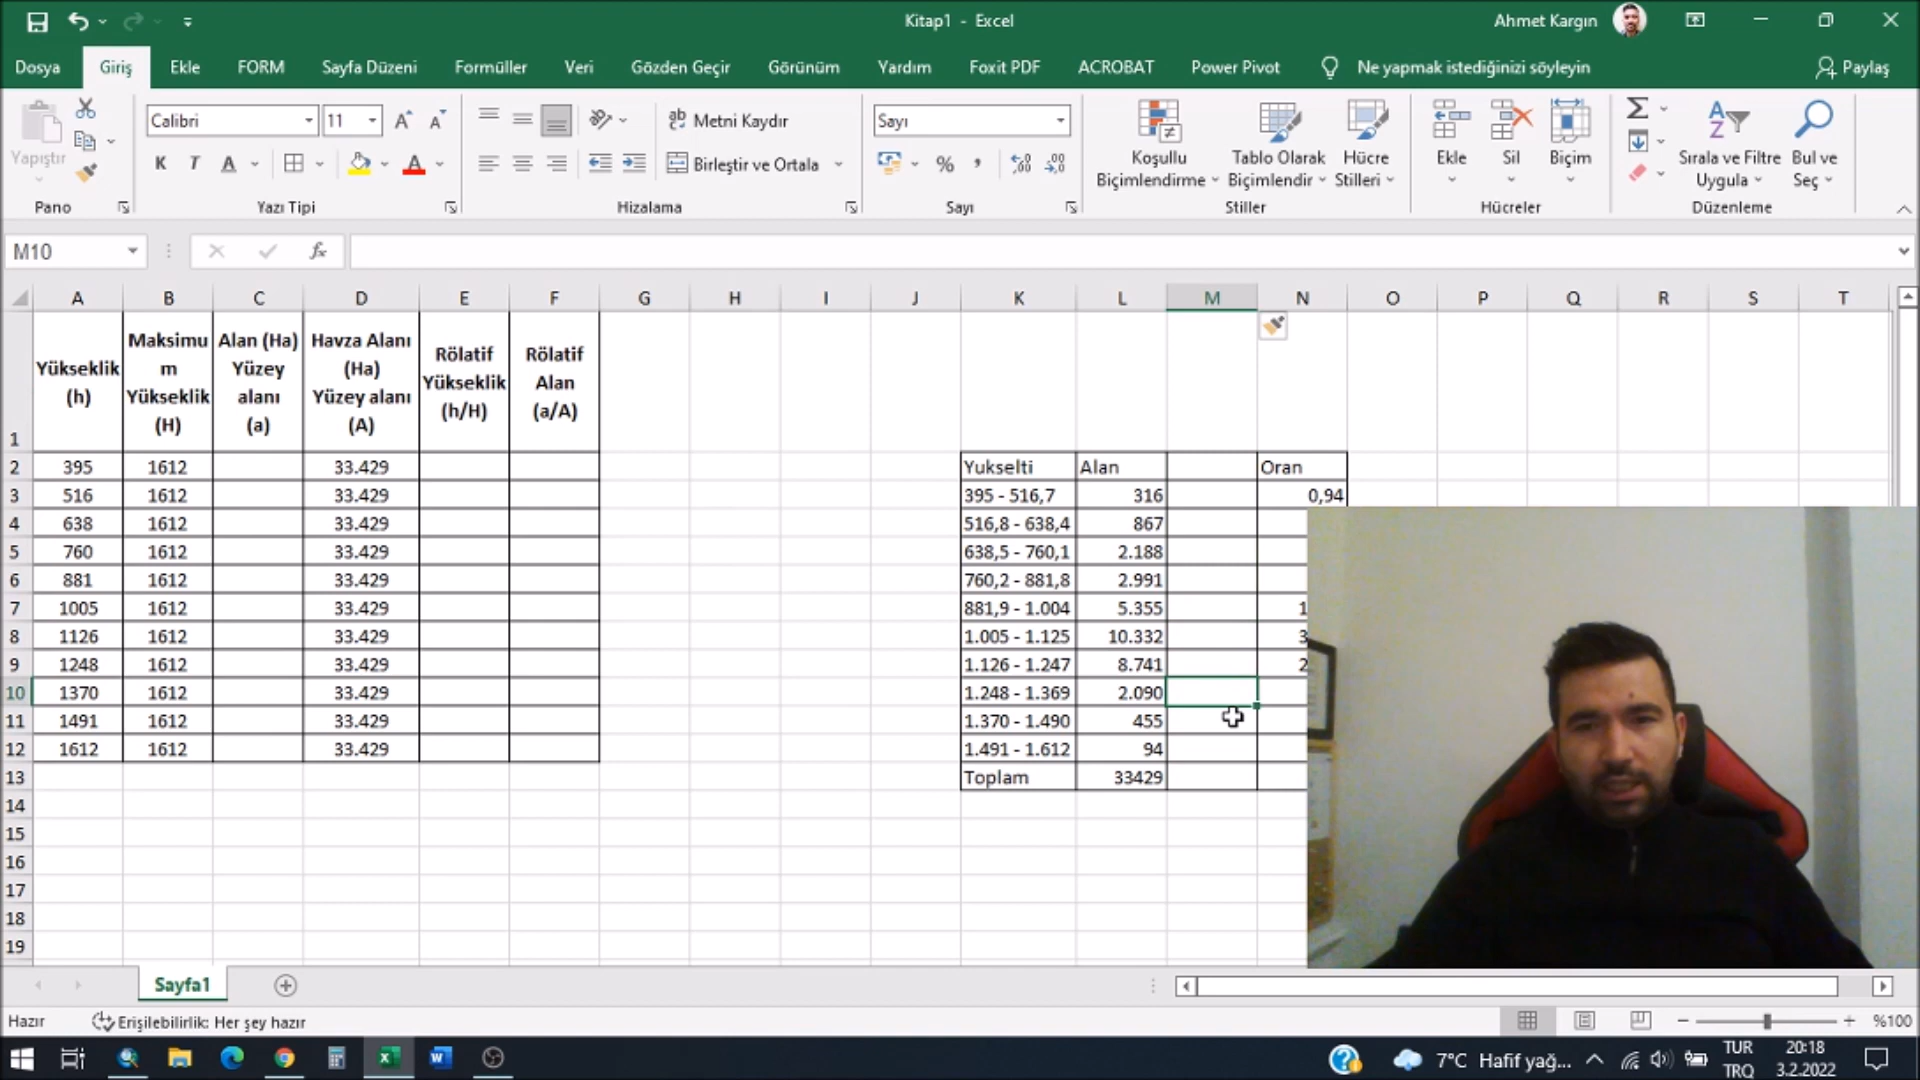 Kitap1 - Excel
Ahmet Kargın
Dosya Giriş Ekle FORM Sayfa Düzeni Formüller Veri Gözden Geçir Görünüm Yardım Foxit PDF ACROBAT Power Pivot Ne yapmak istediğinizi söyleyin Paylaş
Yapıştır
Calibri 11
K T A A
Metni Kaydır
Birleştir ve Ortala
Sayı
%
Koşullu Biçimlendirme
Tablo Olarak Biçimlendir
Hücre Stilleri
Ekle
Sil
Biçim
Sırala ve Filtre Uygula
Bul ve Seç
Pano Yazı Tipi Hizalama Sayı Stiller Hücreler Düzenleme
M10 fx
A B C D E F G H I J K L M N O P Q R S T
Yükseklik (h)
Maksimu m Yükseklik (H)
Alan (Ha) Yüzey alanı (a)
Havza Alanı (Ha) Yüzey alanı (A)
Rölatif Yükseklik (h/H)
Rölatif Alan (a/A)
1
2 395 1612 33.429 Yukselti Alan Oran
3 516 1612 33.429 395 - 516,7 316 0,94
4 638 1612 33.429 516,8 - 638,4 867
5 760 1612 33.429 638,5 - 760,1 2.188
6 881 1612 33.429 760,2 - 881,8 2.991
7 1005 1612 33.429 881,9 - 1.004 5.355 1
8 1126 1612 33.429 1.005 - 1.125 10.332 3
9 1248 1612 33.429 1.126 - 1.247 8.741 2
10 1370 1612 33.429 1.248 - 1.369 2.090
11 1491 1612 33.429 1.370 - 1.490 455
12 1612 1612 33.429 1.491 - 1.612 94
13 Toplam 33429
14
15
16
17
18
19
Sayfa1
Hazır Erişilebilirlik: Her şey hazır %100
7°C Hafif yağ... TUR 20:18
TRQ 3.2.2022